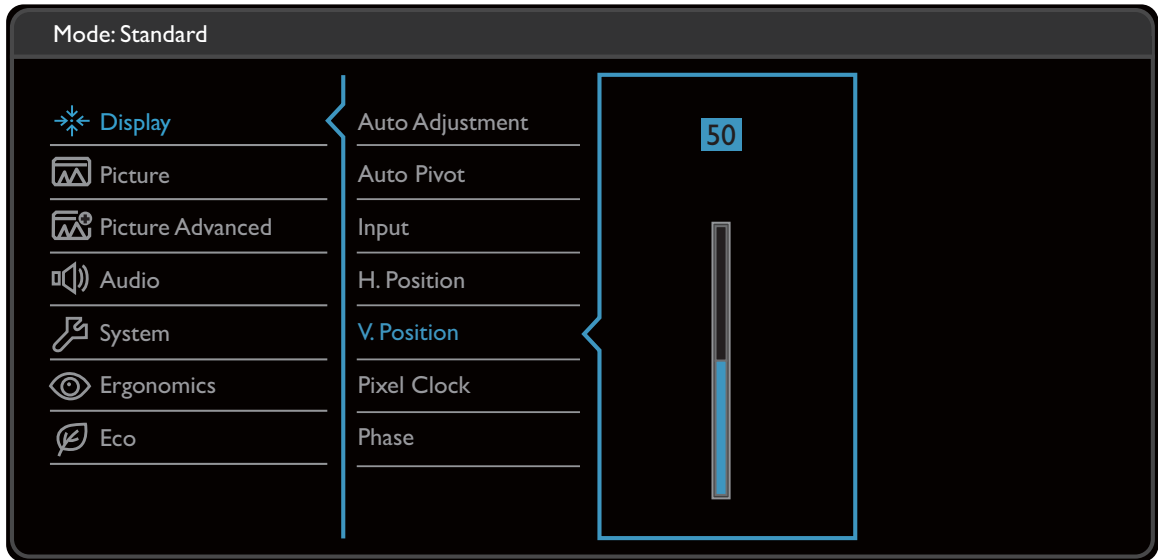 Mode: Standard
Display
Picture
Picture Advanced
Audio
System
Ergonomics
Eco
Auto Adjustment
Auto Pivot
Input
H. Position
V. Position
Pixel Clock
Phase
50